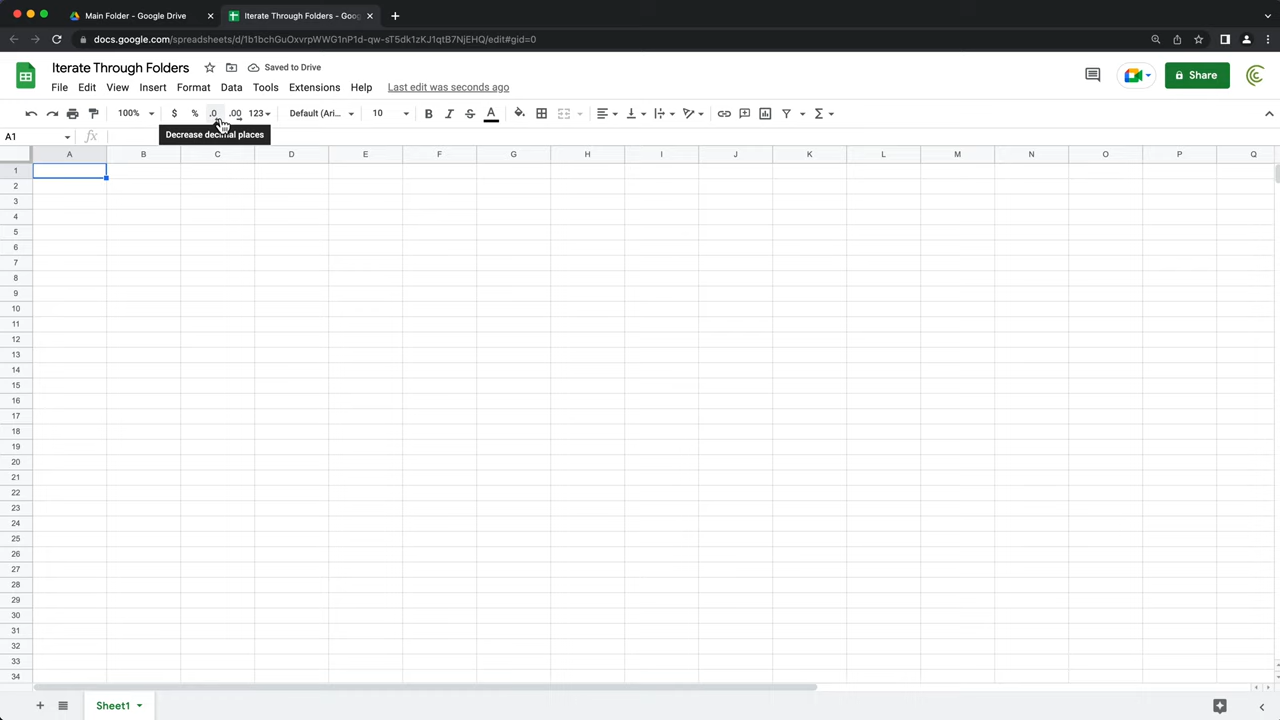 Main Folder - Google Drive
Iterate Through Folders - Goog
docs.google.com/spreadsheets/d/1b1bchGuOxvrpWWG1nP1d-qw-sT5dk1zKJ1qtB7NjEHQ/edit#gid=0
Iterate Through Folders
Saved to Drive
File Edit View Insert Format Data Tools Extensions Help Last edit was seconds ago
Share
100% $ % .0 .00 123 Default (Ari... 10 B I S A
Decrease decimal places
A1 fx
A B C D E F G H I J K L M N O P Q
1
2
3
4
5
6
7
8
9
10
11
12
13
14
15
16
17
18
19
20
21
22
23
24
25
26
27
28
29
30
31
32
33
34
Sheet1